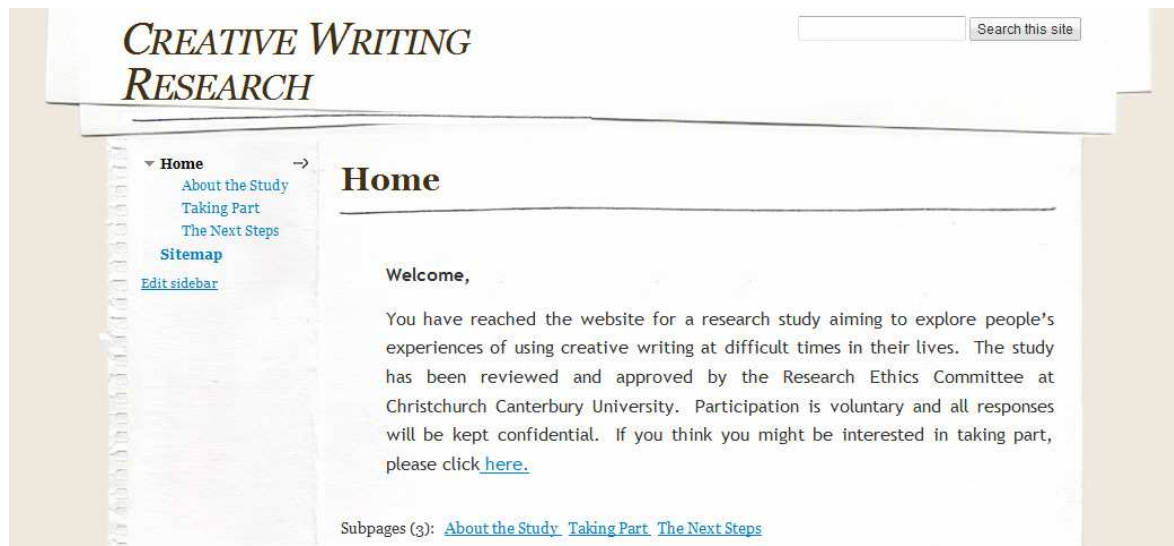 CREATIVE WRITING
RESEARCH
Search this site
Home
About the Study
Taking Part
The Next Steps
Sitemap
Edit sidebar
Home
Welcome,
You have reached the website for a research study aiming to explore people's
experiences of using creative writing at difficult times in their lives. The study
has been reviewed and approved by the Research Ethics Committee at
Christchurch Canterbury University. Participation is voluntary and all responses
will be kept confidential. If you think you might be interested in taking part,
please click here.
Subpages (3): About the Study Taking Part The Next Steps